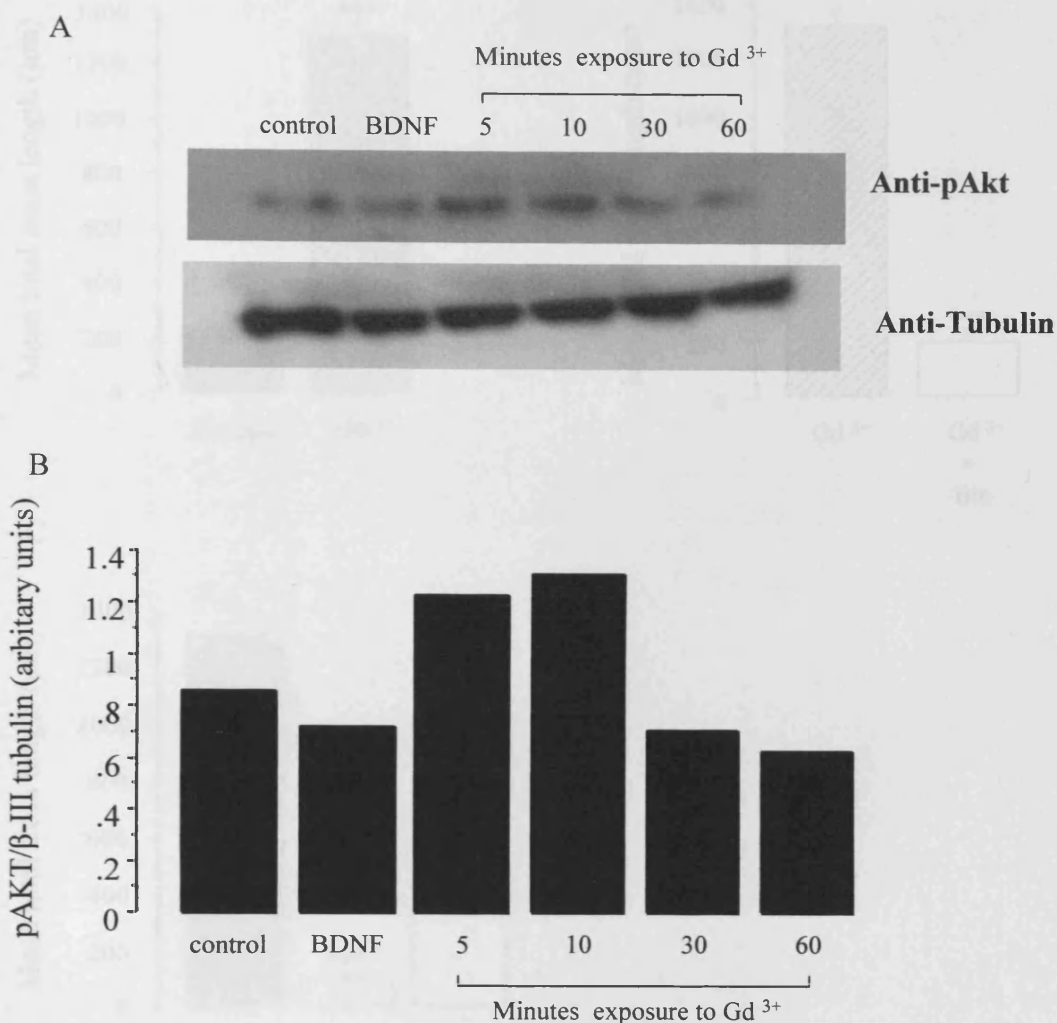 A
Minutes exposure to Gd 3+
control BDNF 5 10 30 60
Anti-pAkt
Anti-Tubulin
B
pAKT/β-III tubulin (arbitary units)
1.4
1.2
1
.8
.6
.4
.2
0
control BDNF 5 10 30 60
Minutes exposure to Gd 3+